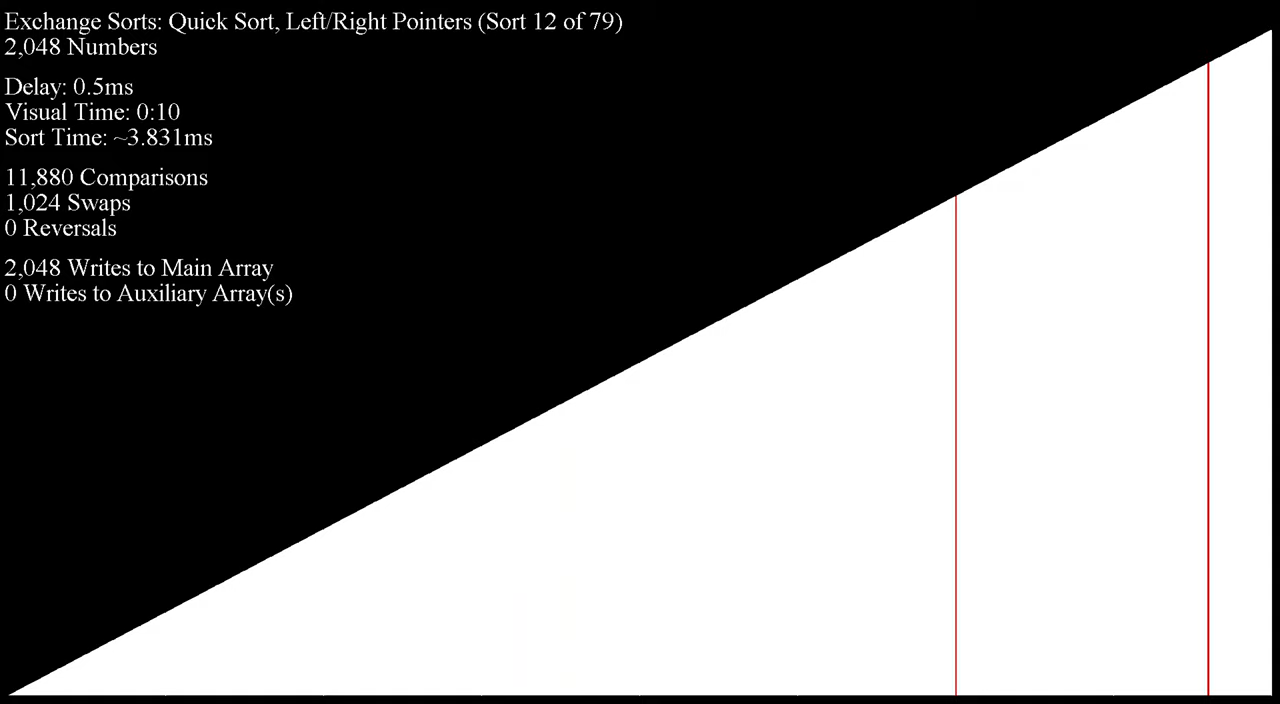 Exchange Sorts: Quick Sort, Left/Right Pointers (Sort 12 of 79)
2,048 Numbers
Delay: 0.5ms
Visual Time: 0:10
Sort Time: ~3.831ms
11,880 Comparisons
1,024 Swaps
0 Reversals
2,048 Writes to Main Array
0 Writes to Auxiliary Array(s)